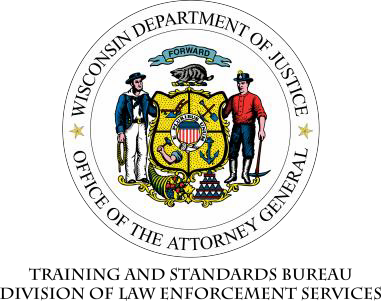 WISCONSIN DEPARTMENT OF JUSTICE
FORWARD
OFFICE OF THE ATTORNEY GENERAL
TRAINING AND STANDARDS BUREAU
DIVISION OF LAW ENFORCEMENT SERVICES